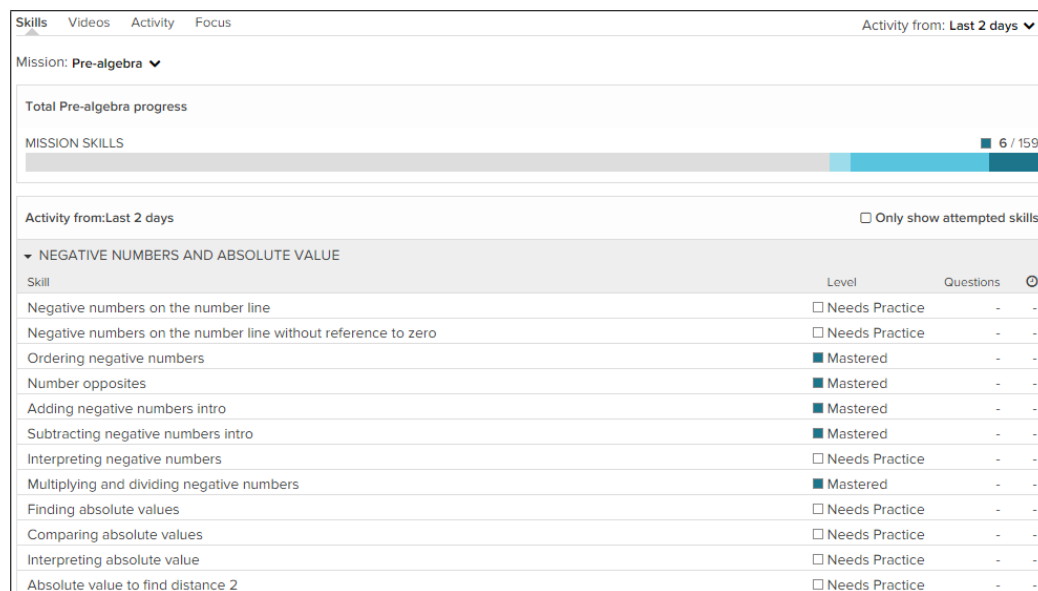 Skills Videos Activity Focus Activity from: Last 2 days
Mission: Pre-algebra
Total Pre-algebra progress
MISSION SKILLS 6 / 159
Activity from:Last 2 days Only show attempted skills
NEGATIVE NUMBERS AND ABSOLUTE VALUE
Skill Level Questions
Negative numbers on the number line Needs Practice - -
Negative numbers on the number line without reference to zero Needs Practice - -
Ordering negative numbers Mastered - -
Number opposites Mastered - -
Adding negative numbers intro Mastered - -
Subtracting negative numbers intro Mastered - -
Interpreting negative numbers Needs Practice - -
Multiplying and dividing negative numbers Mastered - -
Finding absolute values Needs Practice - -
Comparing absolute values Needs Practice - -
Interpreting absolute value Needs Practice - -
Absolute value to find distance 2 Needs Practice - -